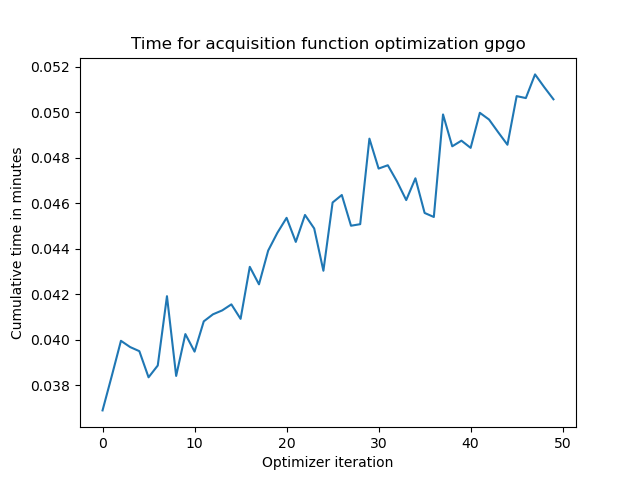 Time for acquisition function optimization gpgo
0.052
0.050
0.048
0.046
0.044
0.042
0.040
0.038
Cumulative time in minutes
0 10 20 30 40 50
Optimizer iteration